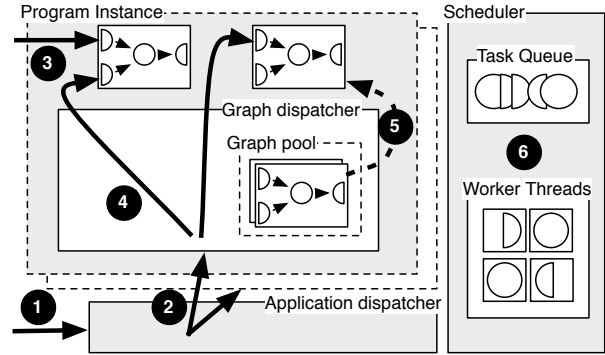 Program Instance
Scheduler
3
Task Queue
Graph dispatcher
5
Graph pool
6
4
Worker Threads
1
2
Application dispatcher